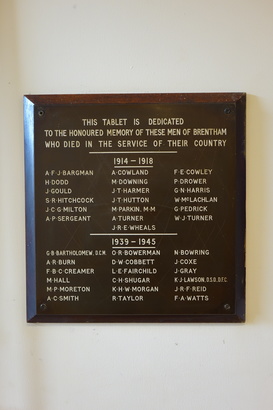 THIS TABLET IS DEDICATED
TO THE HONOURED MEMORY OF THESE MEN OF BRENTHAM
WHO DIED IN THE SERVICE OF THEIR COUNTRY
1914-1918
A·F·J·BARGMAN A·COWLAND F·E·COWLEY
H·DODD M·DOWNING P·DROWER
J·GOULD J·T·HARMER G·N·HARRIS
S·R·HITCHCOCK J·T·HUTTON W·McLACHLAN
J·C·G·MILTON M·PARKIN. M·M G·PEDRICK
A·P·SERGEANT A·TURNER W·J·TURNER
J·R·E·WHEALS
1939-1945
G·B·BARTHOLOMEW. D.C.M. O·R·BOWERMAN N·BOWRING
A·R·BURN D·W·COBBETT J·COXE
F·B·C·CREAMER L·E·FAIRCHILD J·GRAY
M·HALL C·H·SHUGAR K·J·LAWSON. D.S.O., D.F.C.
M·P·MORETON K·H·W·MORGAN J·R·F·REID
A·C·SMITH R·TAYLOR F·A·WATTS